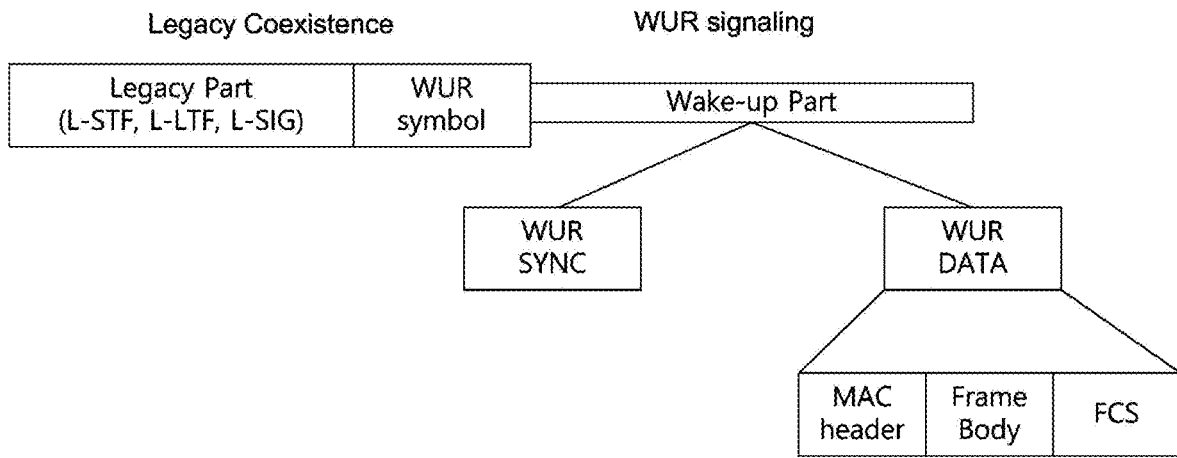 Legacy Coexistence
WUR signaling
Legacy Part
(L-STF, L-LTF, L-SIG)
WUR
symbol
Wake-up Part
WUR
SYNC
WUR
DATA
MAC
header
Frame
Body
FCS